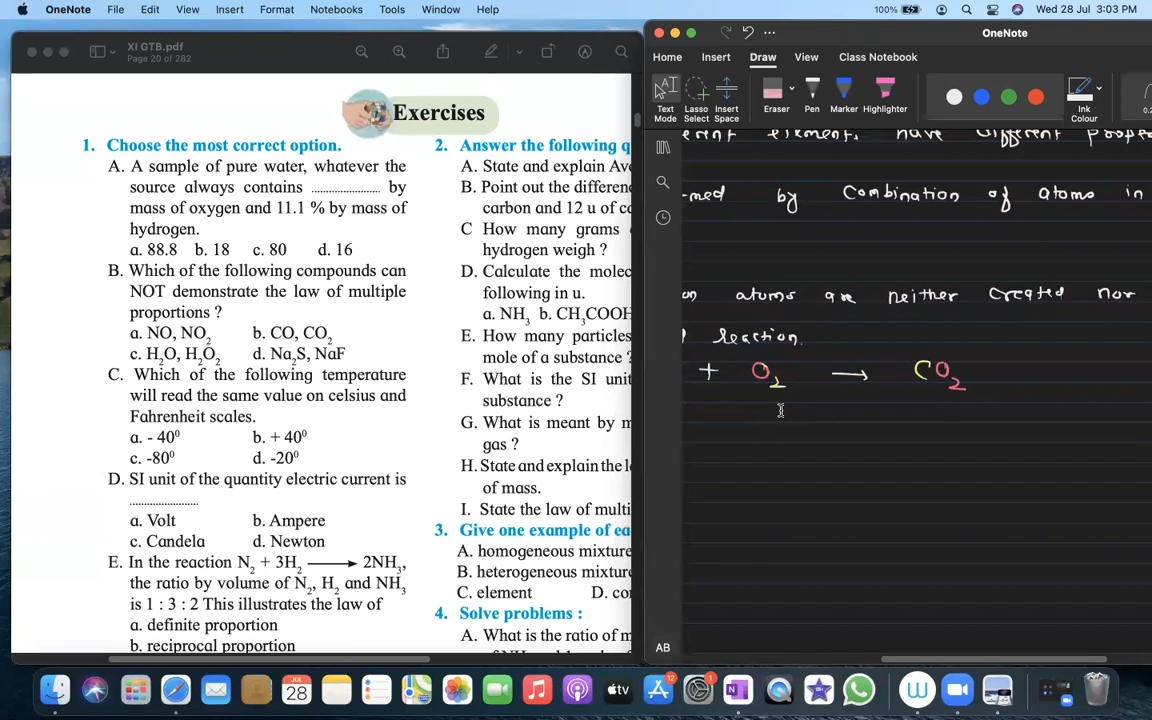 OneNote File Edit View Insert Format Notebooks Tools Window Help 100% Wed 28 Jul 3:03 PM
XI GTB.pdf
Page 20 of 282
Exercises
1. Choose the most correct option.
A. A sample of pure water, whatever the
source always contains ........................ by
mass of oxygen and 11.1 % by mass of
hydrogen.
a. 88.8 b. 18 c. 80 d. 16
B. Which of the following compounds can
NOT demonstrate the law of multiple
proportions ?
a. NO, NO₂ b. CO, CO₂
c. H₂O, H₂O₂ d. Na₂S, NaF
C. Which of the following temperature
will read the same value on celsius and
Fahrenheit scales.
a. - 40⁰ b. + 40⁰
c. -80⁰ d. -20⁰
D. SI unit of the quantity electric current is
........................
a. Volt b. Ampere
c. Candela d. Newton
E. In the reaction N₂ + 3H₂ ⟶ 2NH₃,
the ratio by volume of N₂, H₂ and NH₃
is 1 : 3 : 2 This illustrates the law of
a. definite proportion
b. reciprocal proportion
2. Answer the following q
A. State and explain Av
B. Point out the differen
carbon and 12 u of c
C How many grams
hydrogen weigh ?
D. Calculate the molec
following in u.
a. NH₃ b. CH₃COOH
E. How many particles
mole of a substance ?
F. What is the SI unit
substance ?
G. What is meant by m
gas ?
H. State and explain the l
of mass.
I. State the law of multi
3. Give one example of ea
A. homogeneous mixture
B. heterogeneous mixtur
C. element D. co
4. Solve problems :
A. What is the ratio of m
OneNote
Home Insert Draw View Class Notebook
Text Mode Lasso Select Insert Space Eraser Pen Marker Highlighter Ink Colour
erent elements have different prope
med by Combination of atoms in
on atoms are neither created nor
reaction.
+ O₂ ⟶ CO₂
AB
JUL
28
12
1
tv